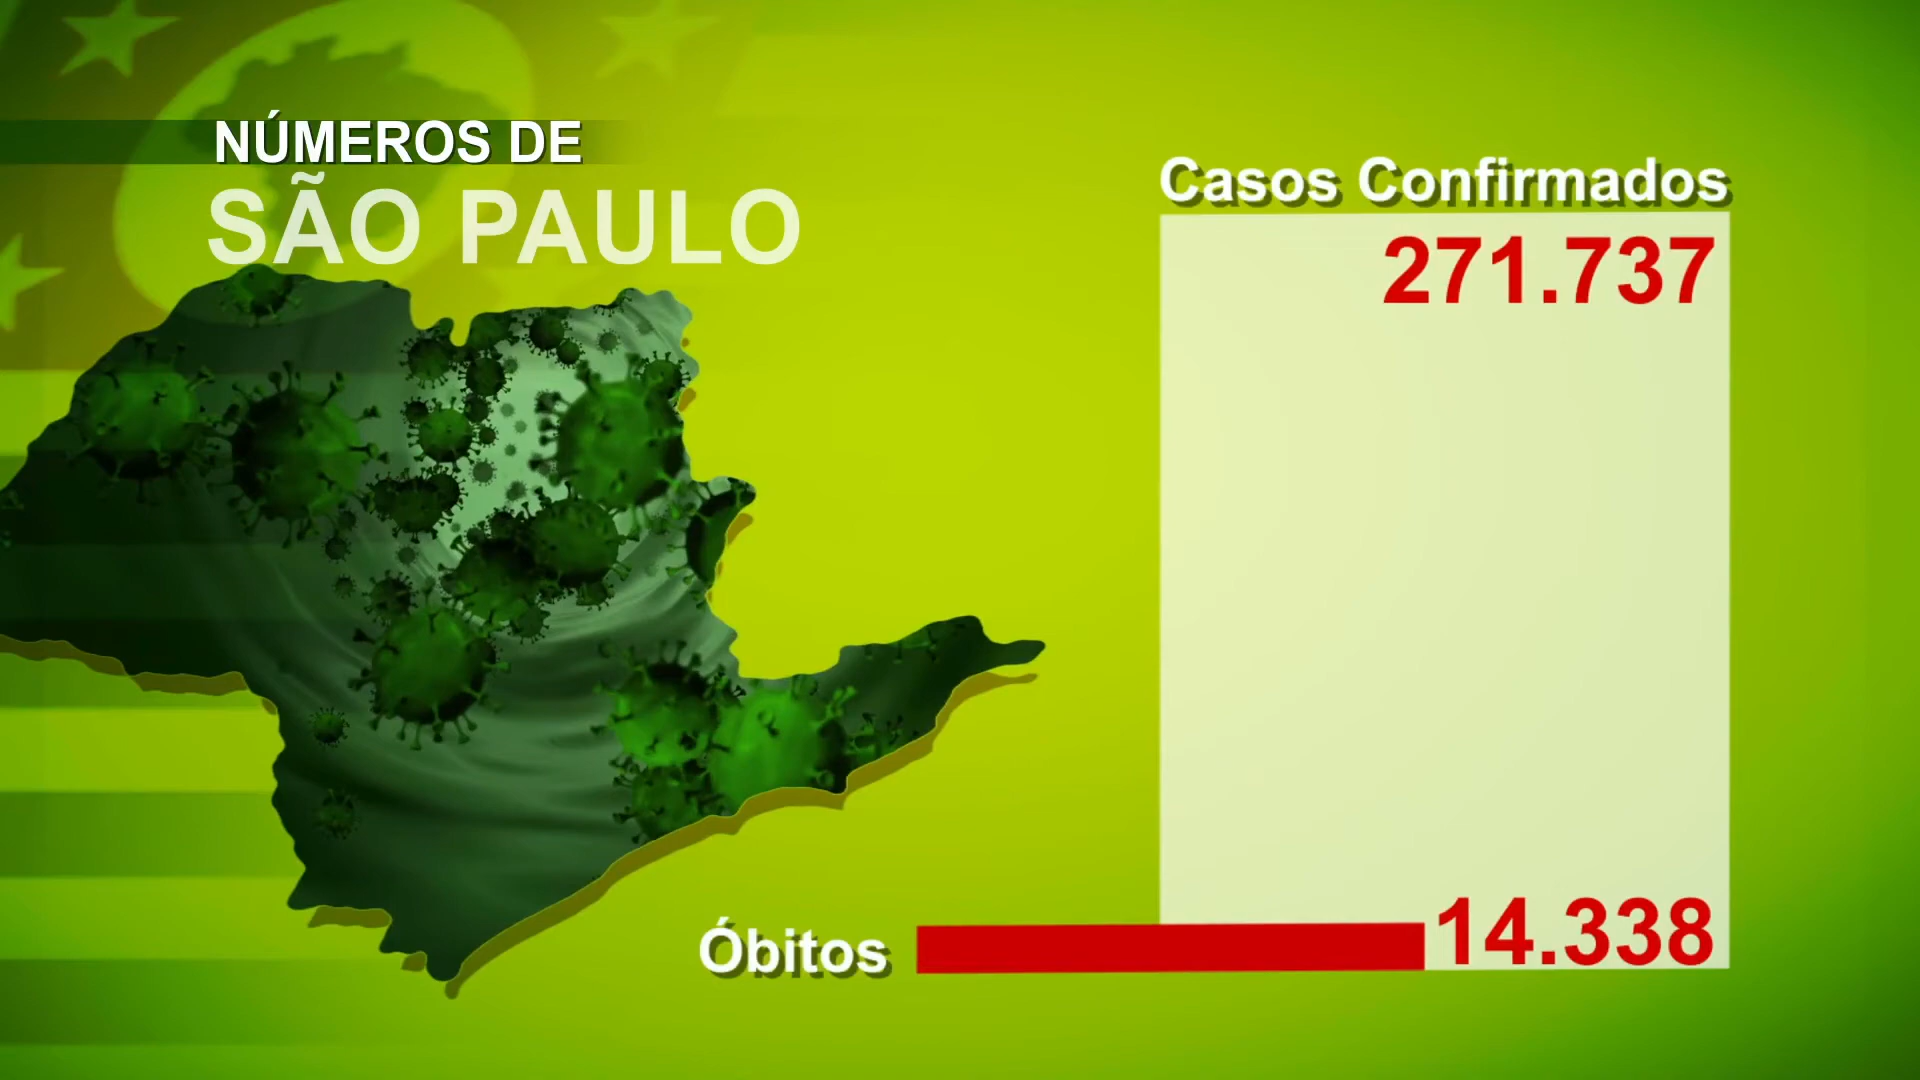 NÚMEROS DE
SÃO PAULO
Casos Confirmados
271.737
Óbitos
14.338